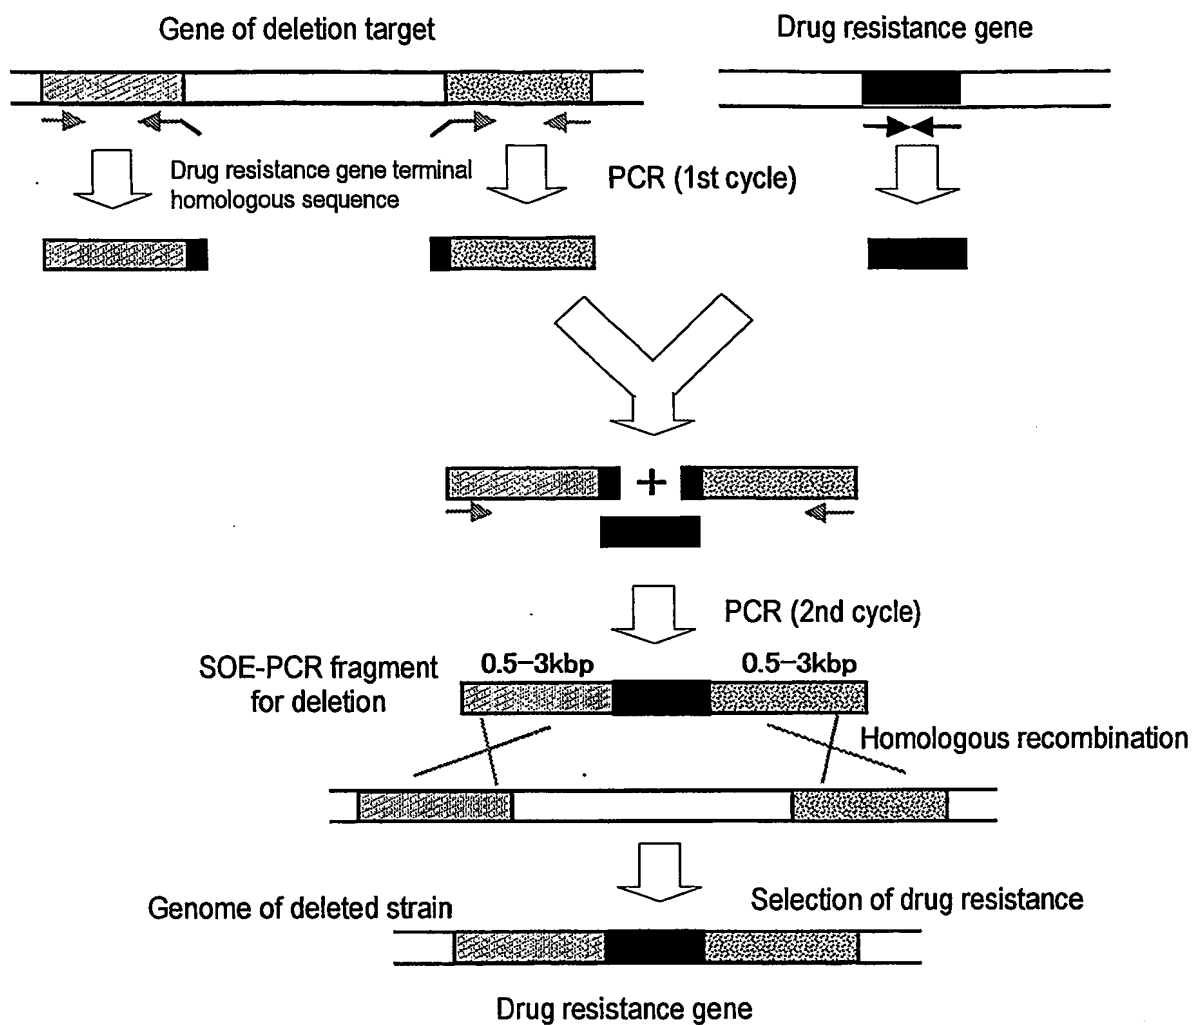 Gene of deletion target
Drug resistance gene
Drug resistance gene terminal
homologous sequence
PCR (1st cycle)
+
PCR (2nd cycle)
SOE-PCR fragment
for deletion
0.5-3kbp
0.5-3kbp
Homologous recombination
Genome of deleted strain
Selection of drug resistance
Drug resistance gene